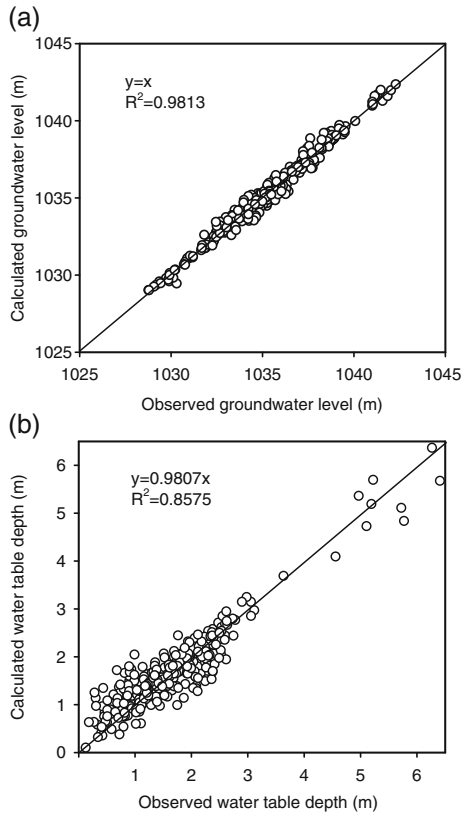 (a)
1045
1040
1035
1030
1025
Calculated groundwater level (m)
y=x
R²=0.9813
1025 1030 1035 1040 1045
Observed groundwater level (m)
(b)
6
5
4
3
2
1
0
Calculated water table depth (m)
y=0.9807x
R²=0.8575
1 2 3 4 5 6
Observed water table depth (m)